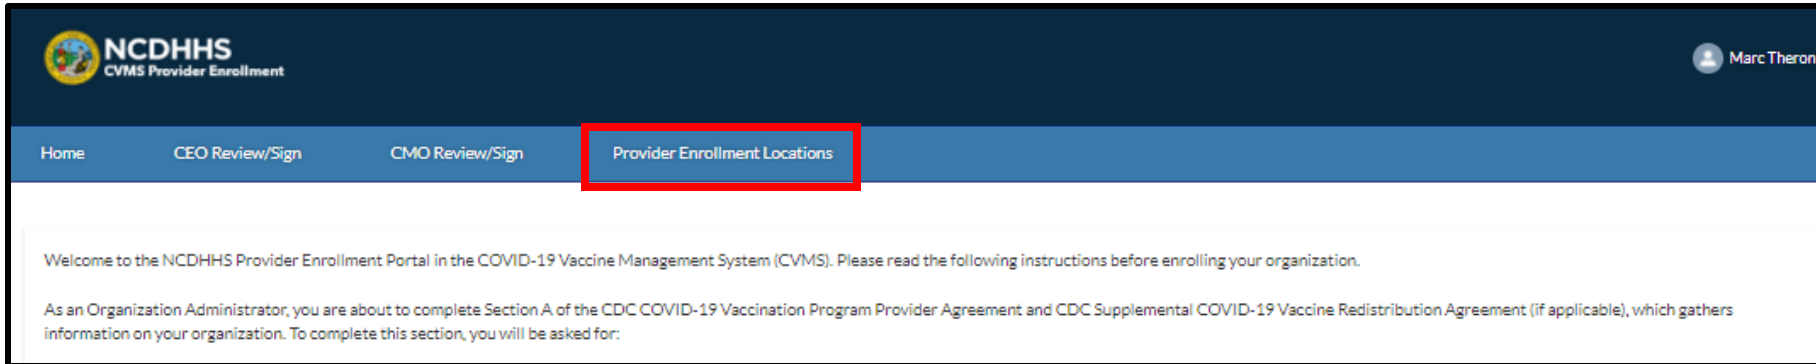 NCDHHS
CVMS Provider Enrollment
Marc Theron
Home CEO Review/Sign CMO Review/Sign Provider Enrollment Locations
Welcome to the NCDHHS Provider Enrollment Portal in the COVID-19 Vaccine Management System (CVMS). Please read the following instructions before enrolling your organization.
As an Organization Administrator, you are about to complete Section A of the CDC COVID-19 Vaccination Program Provider Agreement and CDC Supplemental COVID-19 Vaccine Redistribution Agreement (if applicable), which gathers
information on your organization. To complete this section, you will be asked for: